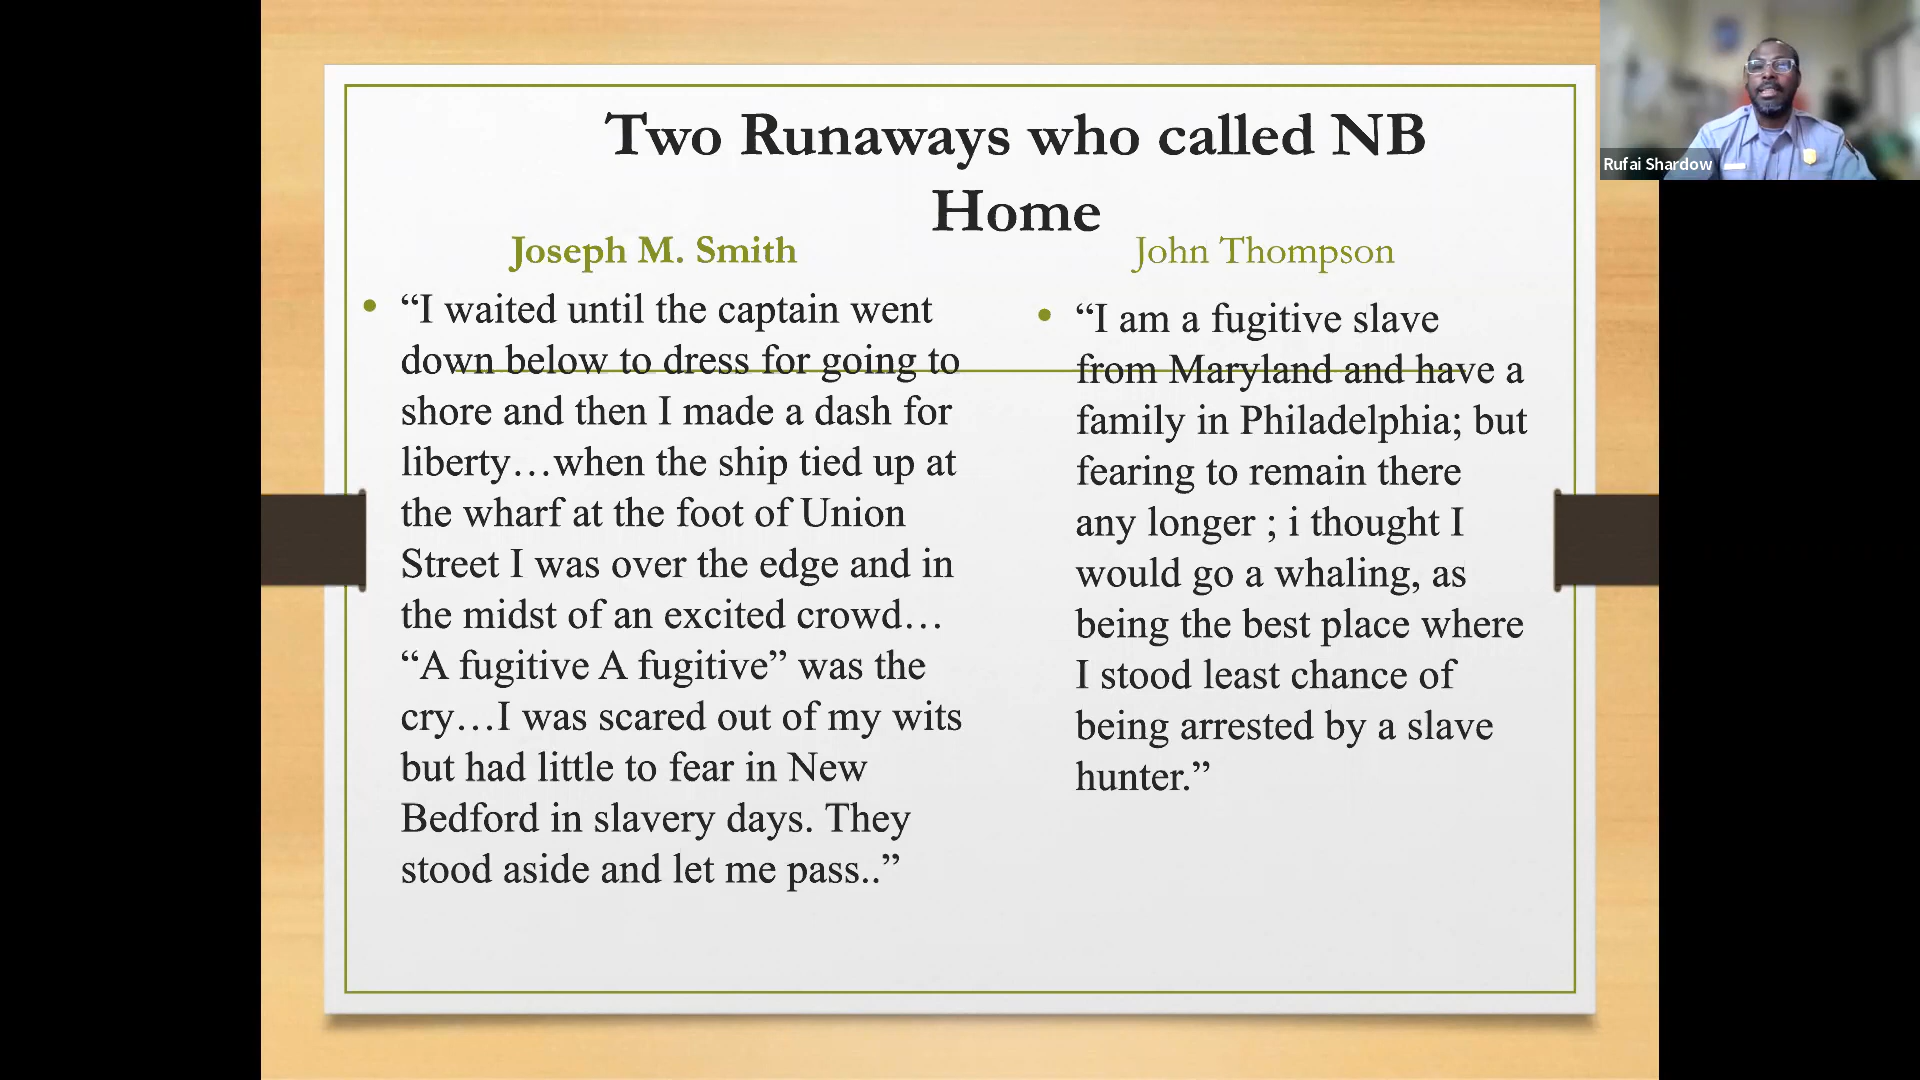 Two Runaways who called NB
Home
Joseph M. Smith
• “I waited until the captain went
down below to dress for going to
shore and then I made a dash for
liberty…when the ship tied up at
the wharf at the foot of Union
Street I was over the edge and in
the midst of an excited crowd…
“A fugitive A fugitive” was the
cry…I was scared out of my wits
but had little to fear in New
Bedford in slavery days. They
stood aside and let me pass..”
John Thompson
• “I am a fugitive slave
from Maryland and have a
family in Philadelphia; but
fearing to remain there
any longer ; i thought I
would go a whaling, as
being the best place where
I stood least chance of
being arrested by a slave
hunter.”
Rufai Shardow